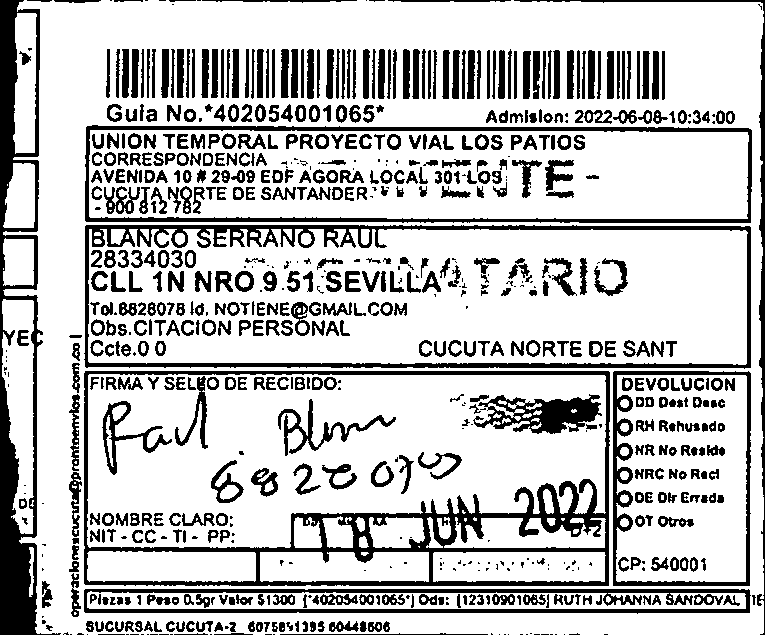 Guia No.*402054001065*
Admision: 2022-06-08-10:34:00
UNION TEMPORAL PROYECTO VIAL LOS PATIOS
CORRESPONDENCIA
AVENIDA 10 # 29-09 EDF AGORA LOCAL 301 LOS
CUCUTA NORTE DE SANTANDER
- 900 812 782
BLANCO SERRANO RAUL
28334030
CLL 1N NRO 9 51 SEVILLA
Tel.8828078 Id. NOTIENE@GMAIL.COM
Obs.CITACION PERSONAL
Ccte.0 0
CUCUTA NORTE DE SANT
YEC
operacionescucuta@prontoenvios.com.co
FIRMA Y SELLO DE RECIBIDO:
Raul Blanco
NOMBRE CLARO:
NIT - CC - TI - PP:
18 JUN 2022
D+2
DEVOLUCION
DD Dest Desc
RH Rehusado
NR No Reside
NRC No Recl
DE Dir Errada
OT Otros
CP: 540001
Piezas 1 Peso 0.5gr Valor $1300 [*402054001065*] Ods: [12310901065] RUTH JOHANNA SANDOVAL
SUCURSAL CUCUTA-2